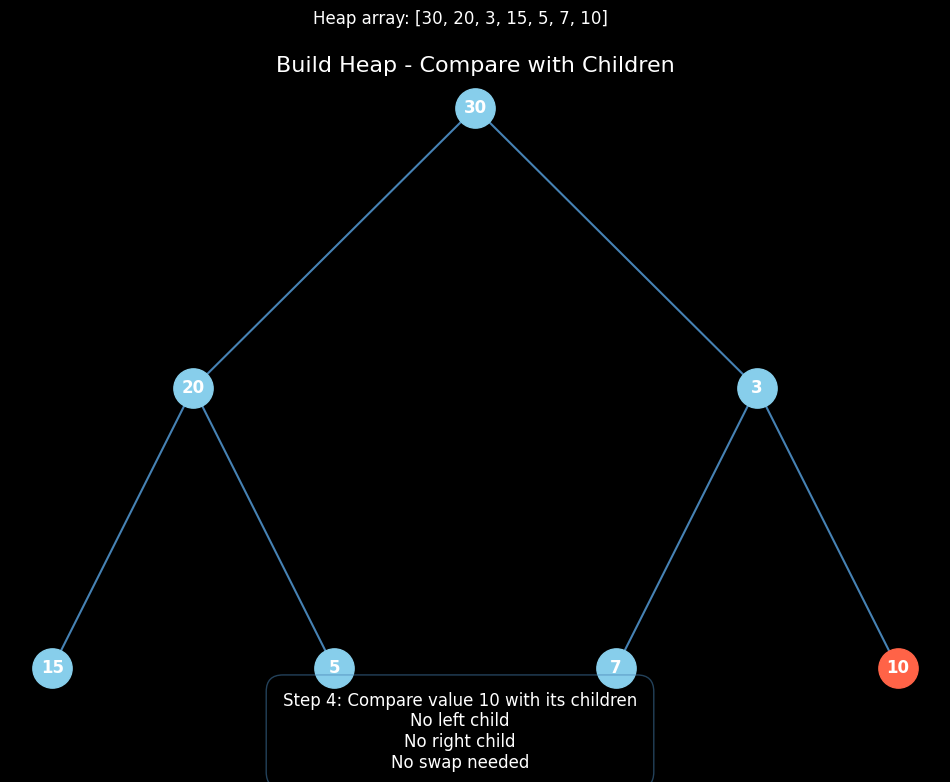 Heap array: [30, 20, 3, 15, 5, 7, 10]
Build Heap - Compare with Children
30
20
3
15
5
7
10
Step 4: Compare value 10 with its children
No left child
No right child
No swap needed